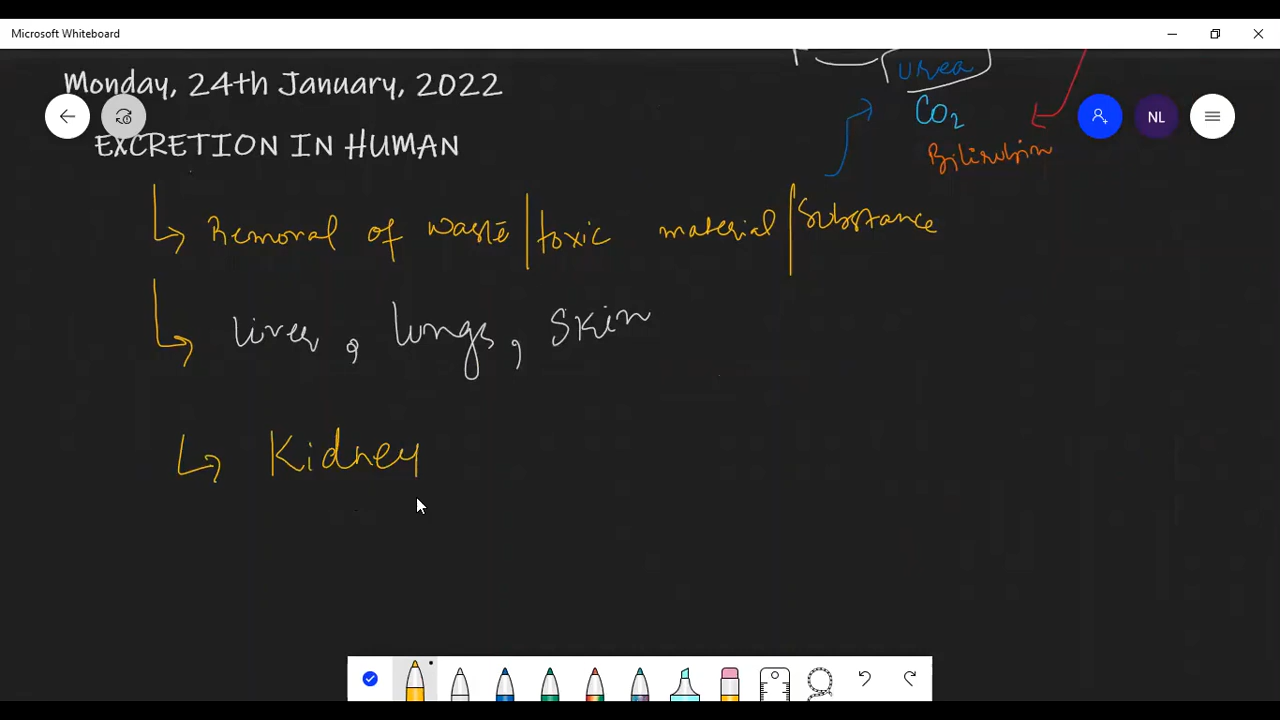 Microsoft Whiteboard
Monday, 24th January, 2022
urea
CO2
NL
EXCRETION IN HUMAN
Bilirubin
Removal of waste | toxic material | Substance
liver, lungs, skin
Kidney